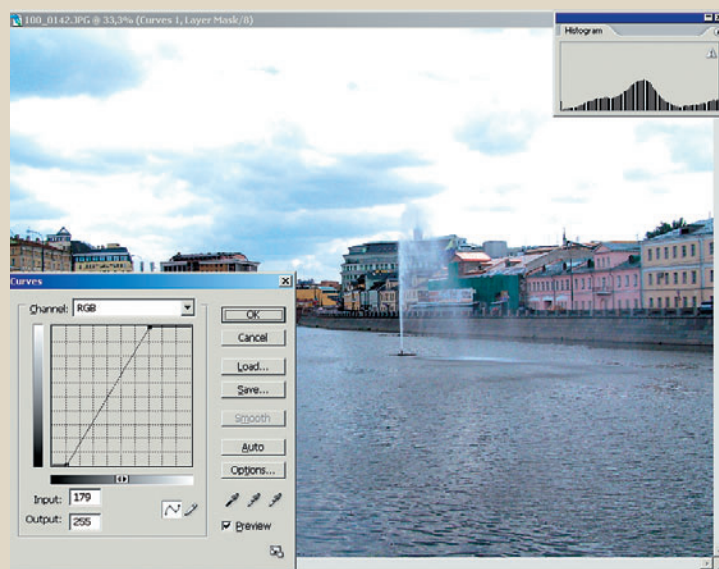 100_0142.JPG @ 33,3% (Curves 1, Layer Mask/8)
Histogram
Curves
Channel: RGB
OK
Cancel
Load...
Save...
Smooth
Auto
Options...
Input: 179
Output: 255
Preview